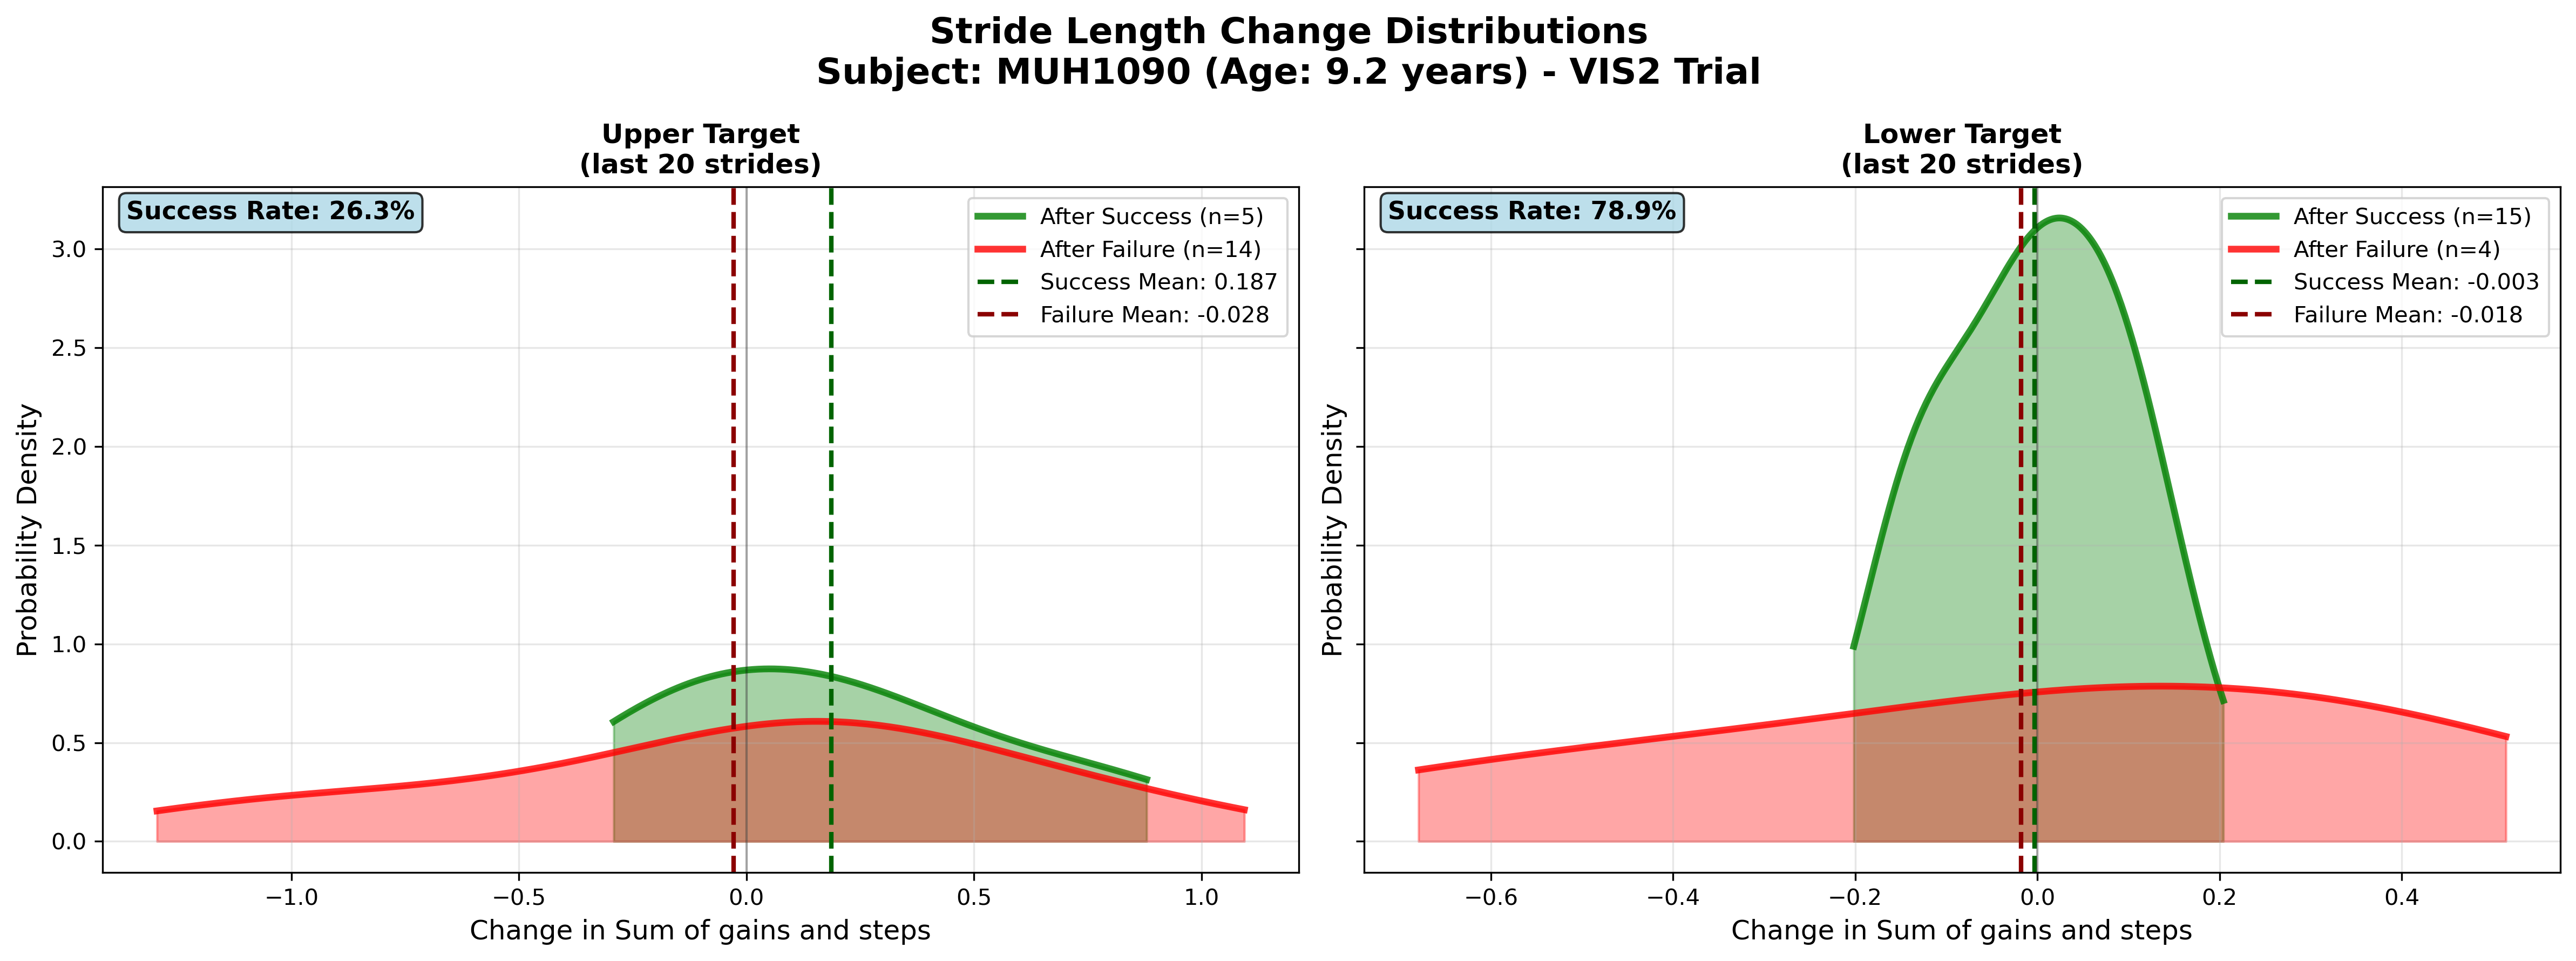 Stride Length Change Distributions
Subject: MUH1090 (Age: 9.2 years) - VIS2 Trial
Upper Target
(last 20 strides)
Success Rate: 26.3%
After Success (n=5)
After Failure (n=14)
Success Mean: 0.187
Failure Mean: -0.028
Probability Density
3.0
2.5
2.0
1.5
1.0
0.5
0.0
−1.0
−0.5
0.0
0.5
1.0
Change in Sum of gains and steps
Lower Target
(last 20 strides)
Success Rate: 78.9%
After Success (n=15)
After Failure (n=4)
Success Mean: -0.003
Failure Mean: -0.018
Probability Density
−0.6
−0.4
−0.2
0.0
0.2
0.4
Change in Sum of gains and steps